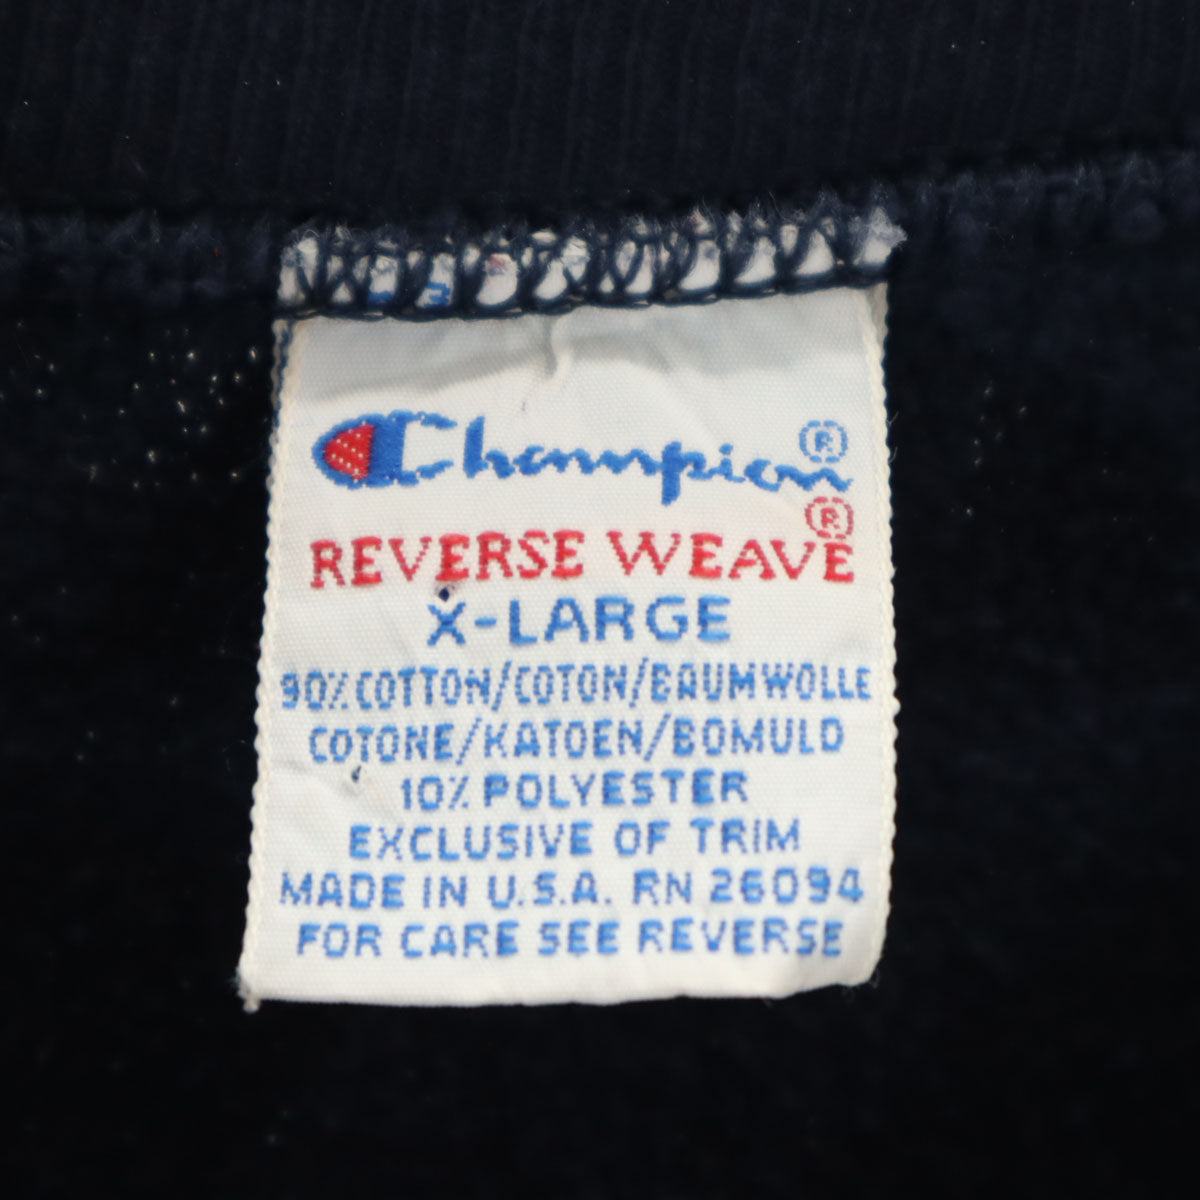 Champion®
REVERSE WEAVE®
X-LARGE
90% COTTON/COTON/BAUMWOLLE
COTONE/KATOEN/BOMULD
10% POLYESTER
EXCLUSIVE OF TRIM
MADE IN U.S.A. RN 26094
FOR CARE SEE REVERSE